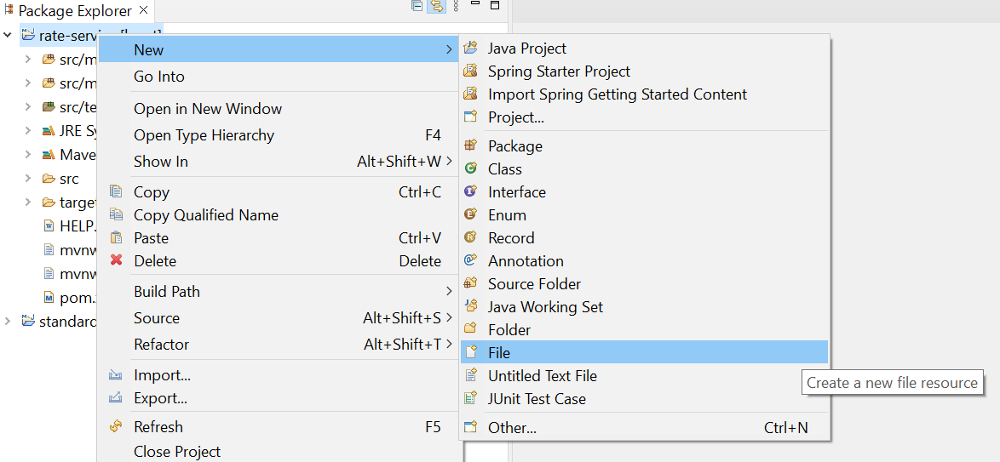 Package Explorer
rate-servi
New
Go Into
Open in New Window
Open Type Hierarchy F4
Show In Alt+Shift+W
Copy Ctrl+C
Copy Qualified Name
Paste Ctrl+V
Delete Delete
Build Path
Source Alt+Shift+S
Refactor Alt+Shift+T
Import...
Export...
Refresh F5
Close Project
Java Project
Spring Starter Project
Import Spring Getting Started Content
Project...
Package
Class
Interface
Enum
Record
Annotation
Source Folder
Java Working Set
Folder
File
Untitled Text File
JUnit Test Case
Other... Ctrl+N
Create a new file resource
src/m
src/m
src/te
JRE Sy
Mave
src
target
HELP.
mvnw
mvnw
pom.
standard